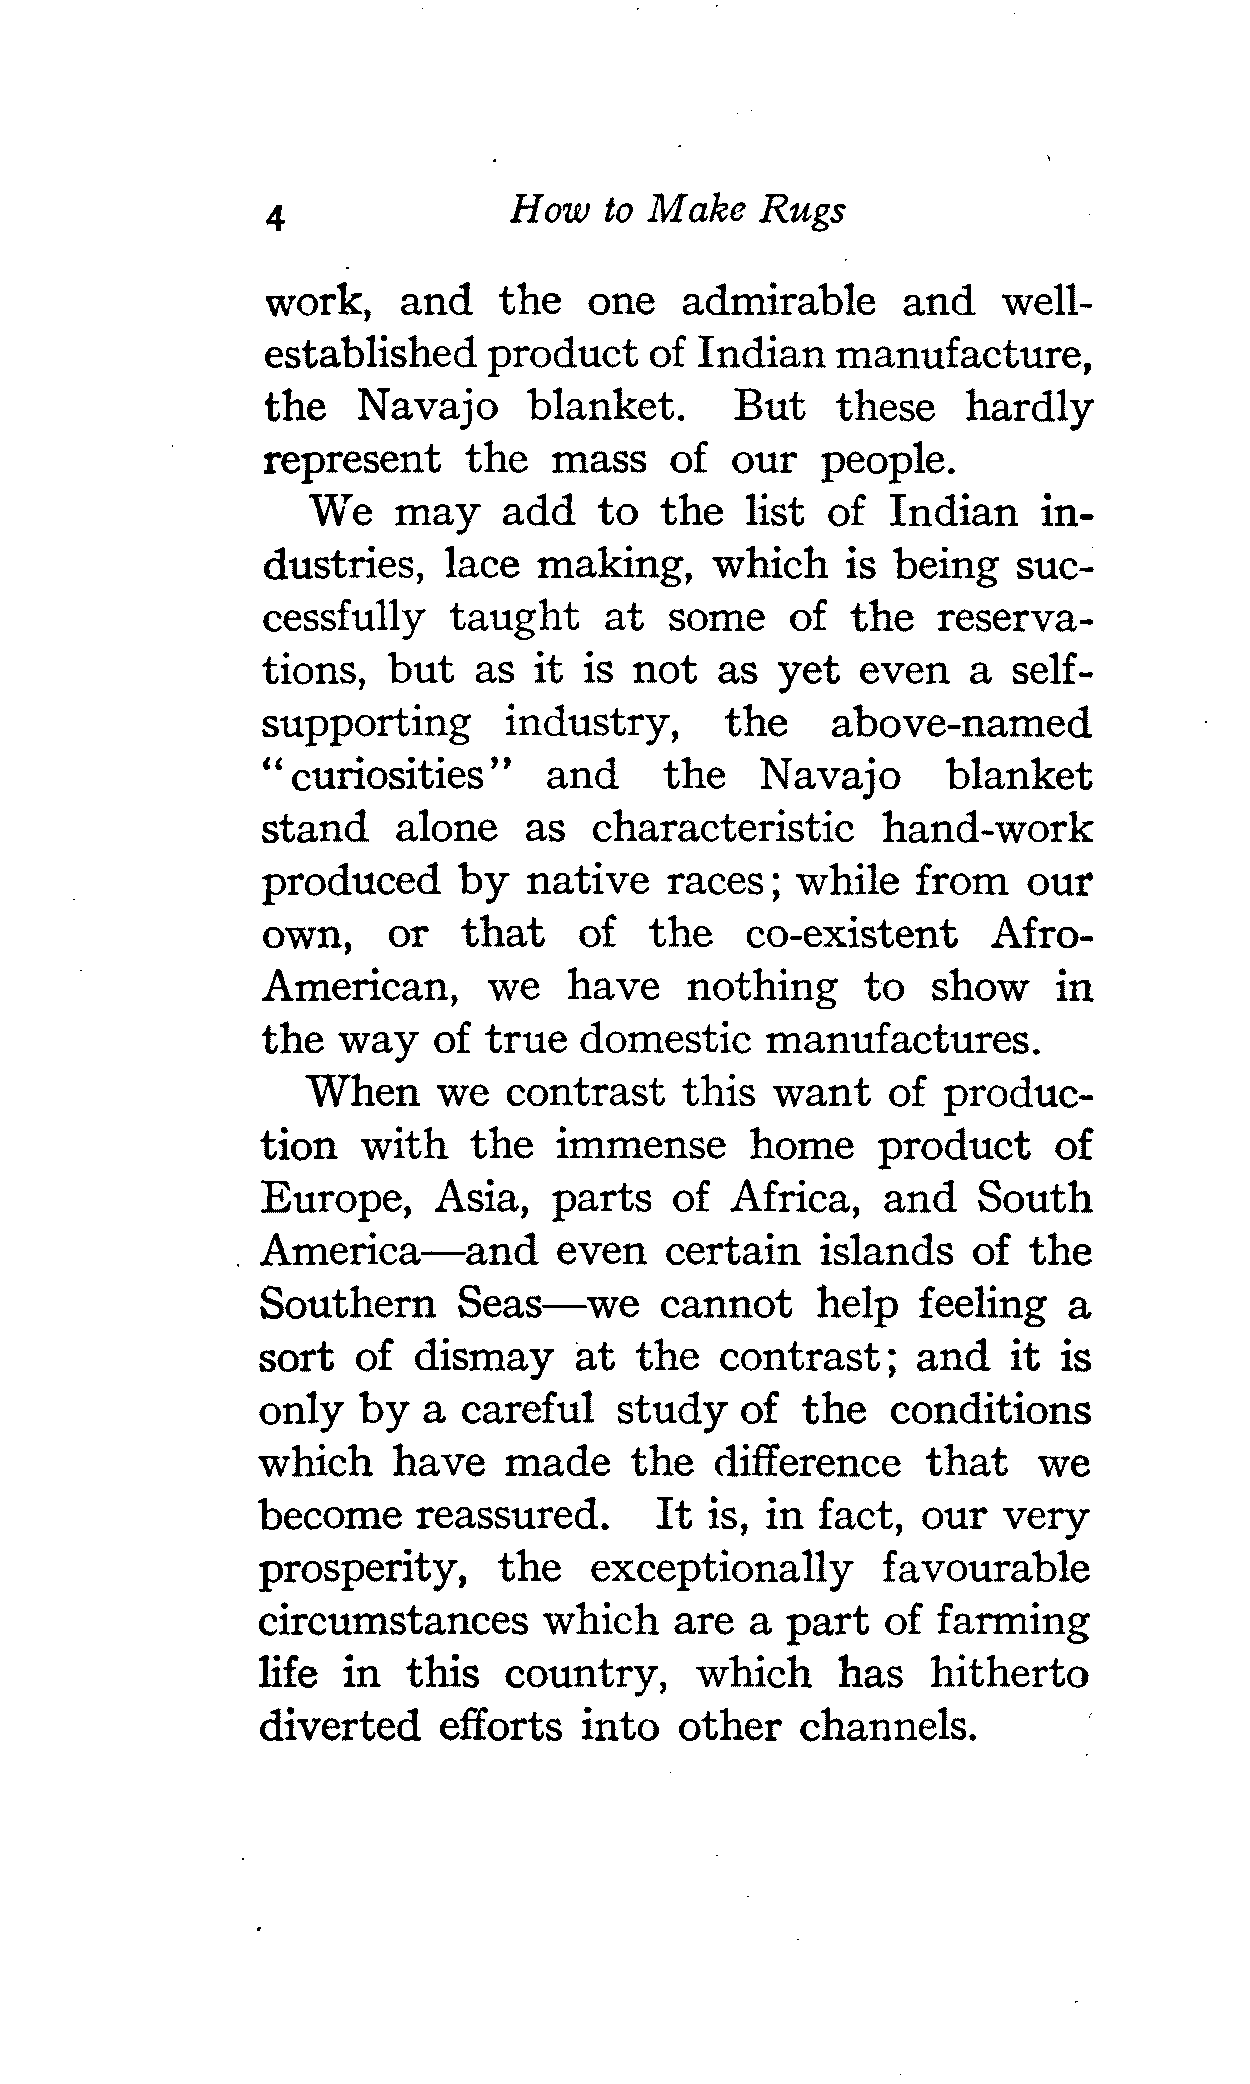 4 How to Make Rugs
work, and the one admirable and well-
established product of Indian manufacture,
the Navajo blanket. But these hardly
represent the mass of our people.
We may add to the list of Indian in-
dustries, lace making, which is being suc-
cessfully taught at some of the reserva-
tions, but as it is not as yet even a self-
supporting industry, the above-named
“curiosities” and the Navajo blanket
stand alone as characteristic hand-work
produced by native races; while from our
own, or that of the co-existent Afro-
American, we have nothing to show in
the way of true domestic manufactures.
When we contrast this want of produc-
tion with the immense home product of
Europe, Asia, parts of Africa, and South
America—and even certain islands of the
Southern Seas—we cannot help feeling a
sort of dismay at the contrast; and it is
only by a careful study of the conditions
which have made the difference that we
become reassured. It is, in fact, our very
prosperity, the exceptionally favourable
circumstances which are a part of farming
life in this country, which has hitherto
diverted efforts into other channels.